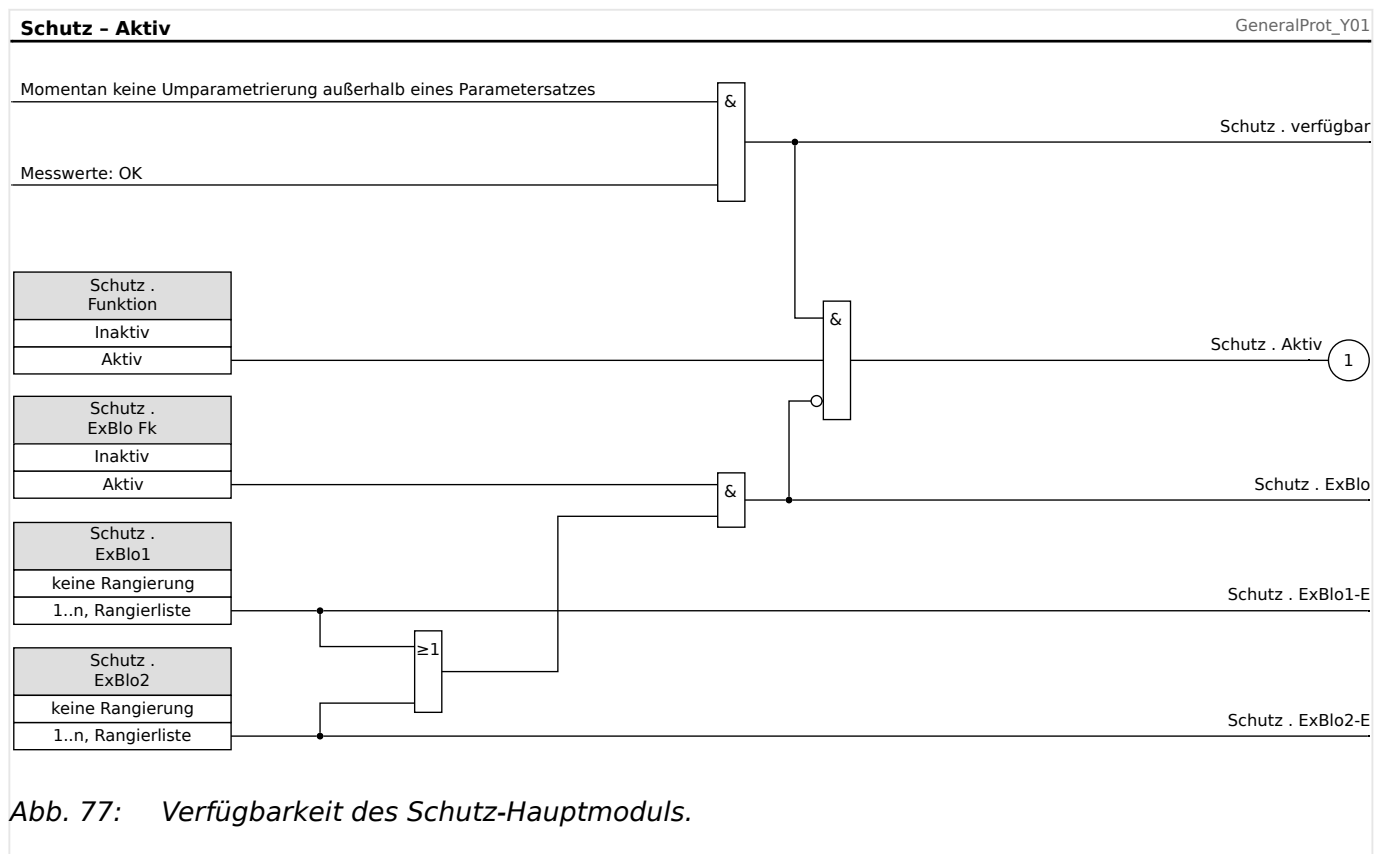 Schutz – Aktiv
GeneralProt_Y01
Momentan keine Umparametrierung außerhalb eines Parametersatzes
&
Schutz . verfügbar
Messwerte: OK
Schutz .
Funktion
Inaktiv
Aktiv
&
Schutz . Aktiv
1
Schutz .
ExBlo Fk
Inaktiv
Aktiv
&
Schutz . ExBlo
Schutz .
ExBlo1
keine Rangierung
1..n, Rangierliste
Schutz . ExBlo1-E
≥1
Schutz .
ExBlo2
keine Rangierung
1..n, Rangierliste
Schutz . ExBlo2-E
Abb. 77: Verfügbarkeit des Schutz-Hauptmoduls.